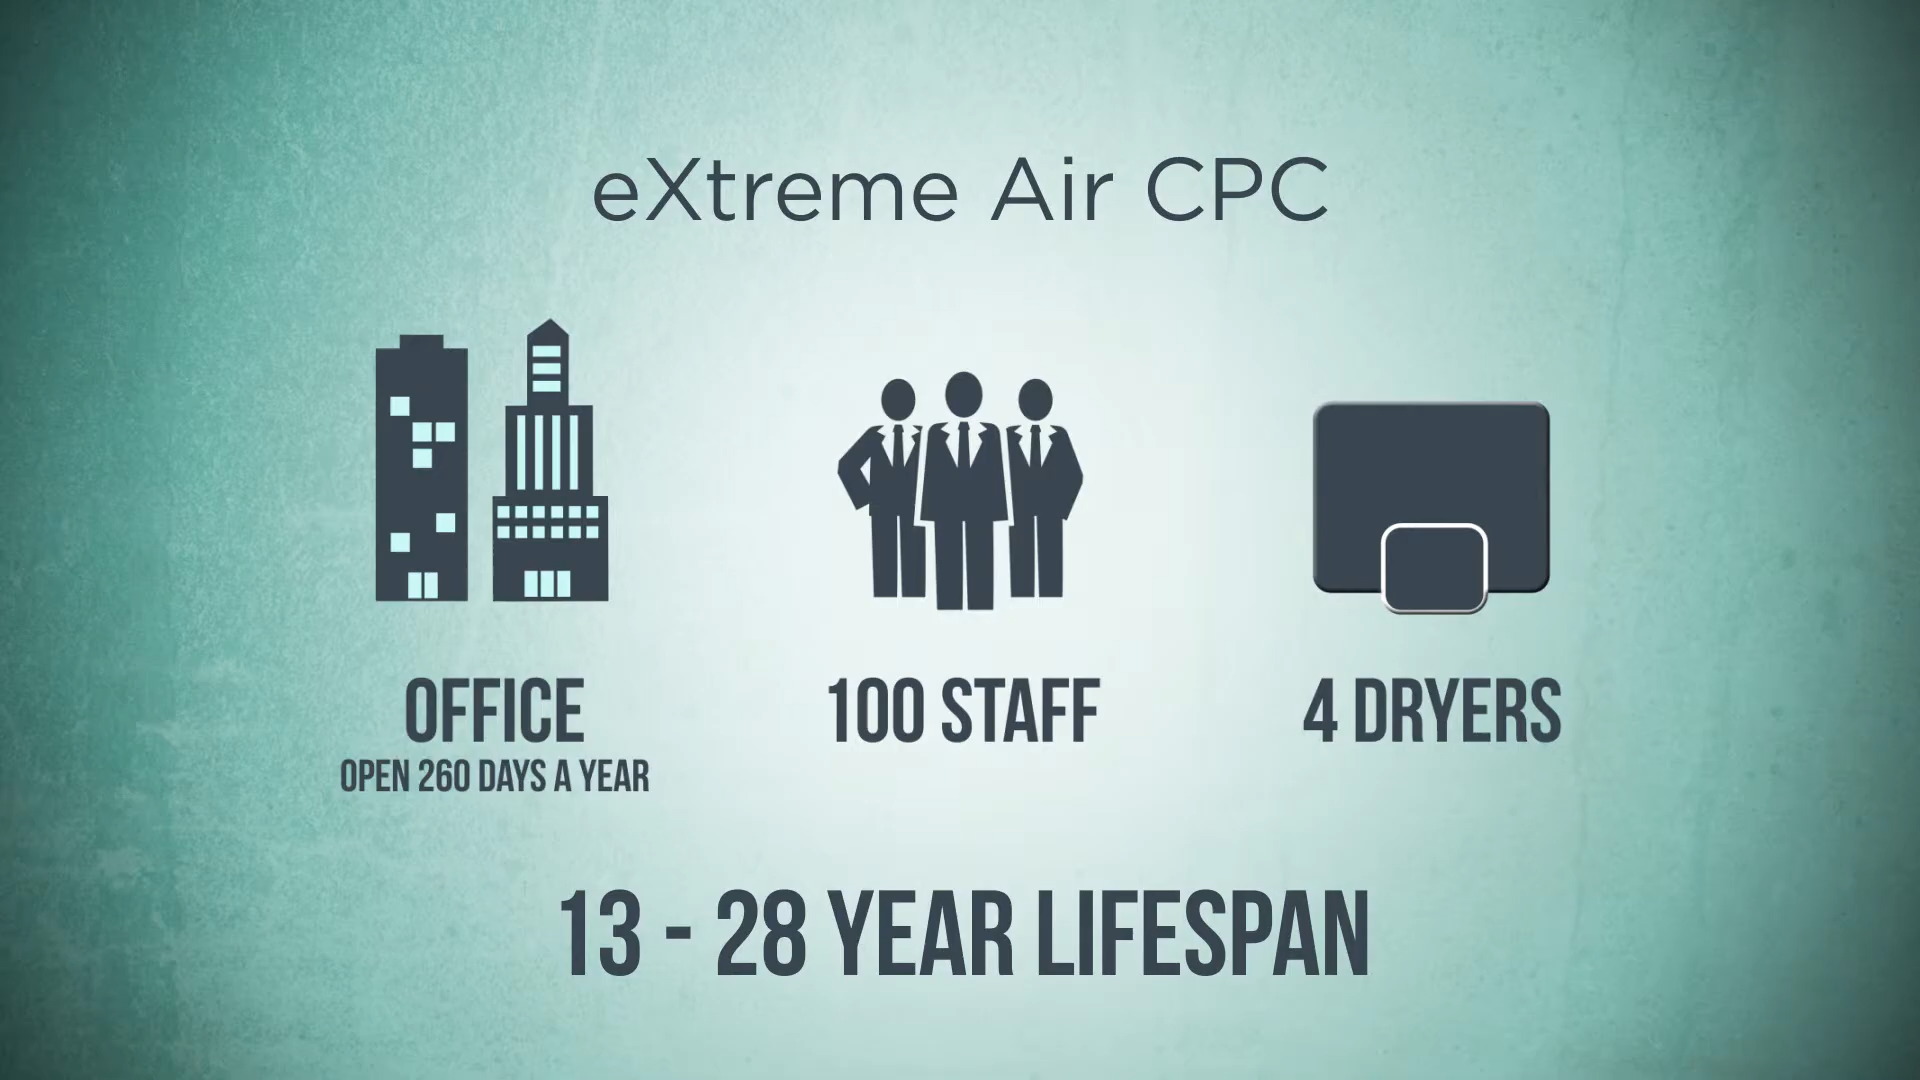 eXtreme Air CPC
OFFICE
OPEN 260 DAYS A YEAR
100 STAFF
4 DRYERS
13 - 28 YEAR LIFESPAN